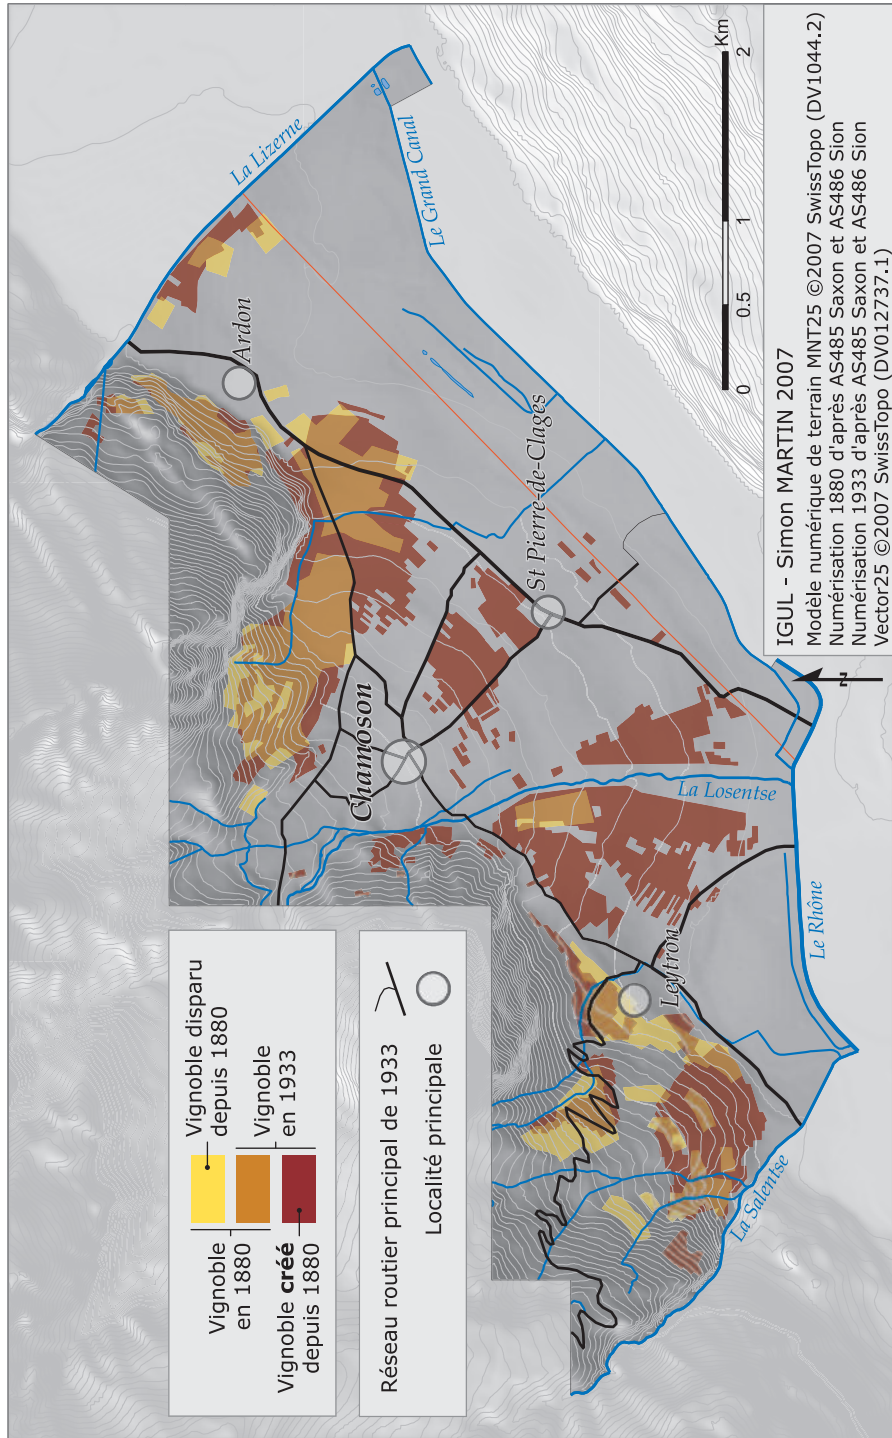 Vignoble
en 1880
Vignoble disparu
depuis 1880
Vignoble
en 1933
Vignoble créé
depuis 1880
Réseau routier principal de 1933
Localité principale
La Lizerne
Ardon
Le Grand Canal
St Pierre-de-Clages
Chamoson
La Losentse
Leytron
Le Rhône
La Salentse
0
0.5
1
2
Km
N
IGUL - Simon MARTIN 2007
Modèle numérique de terrain MNT25 ©2007 SwissTopo (DV1044.2)
Numérisation 1880 d'après AS485 Saxon et AS486 Sion
Numérisation 1933 d'après AS485 Saxon et AS486 Sion
Vector25 ©2007 SwissTopo (DV012737.1)